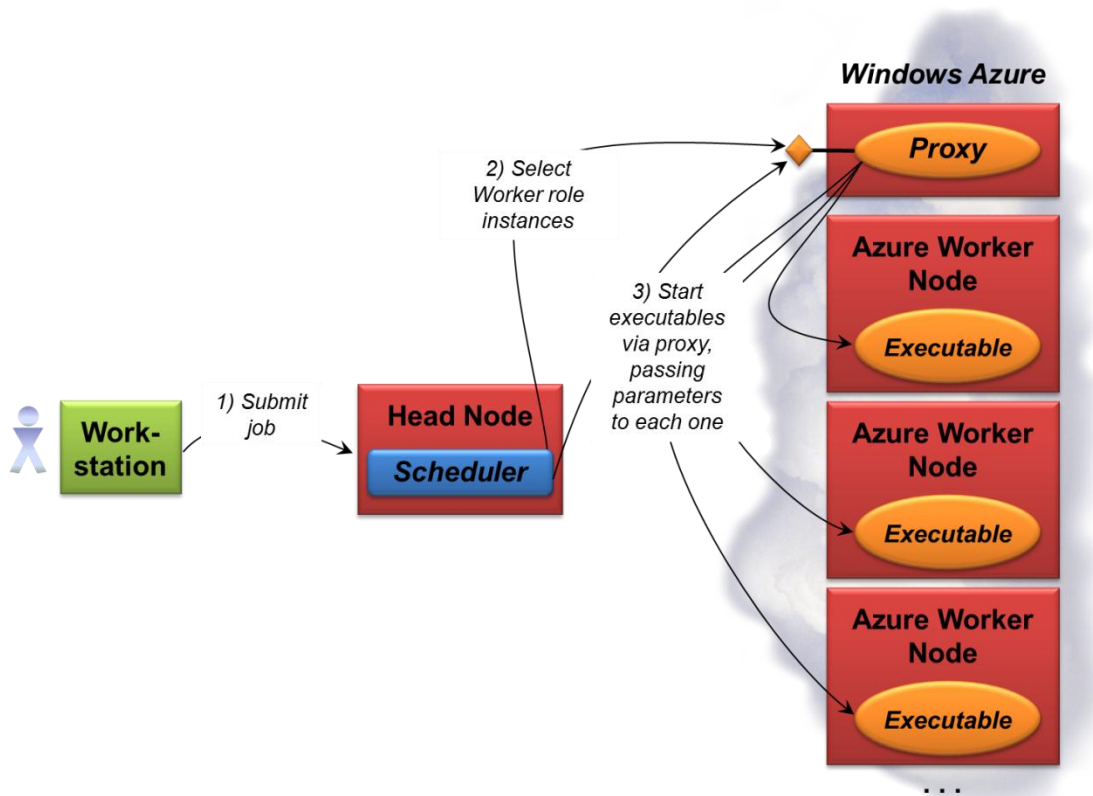 Windows Azure
Proxy
2) Select
Worker role
instances
Azure Worker
Node
Executable
3) Start
executables
via proxy,
passing
parameters
to each one
1) Submit
job
Work-
station
Head Node
Scheduler
Azure Worker
Node
Executable
Azure Worker
Node
Executable
. . .